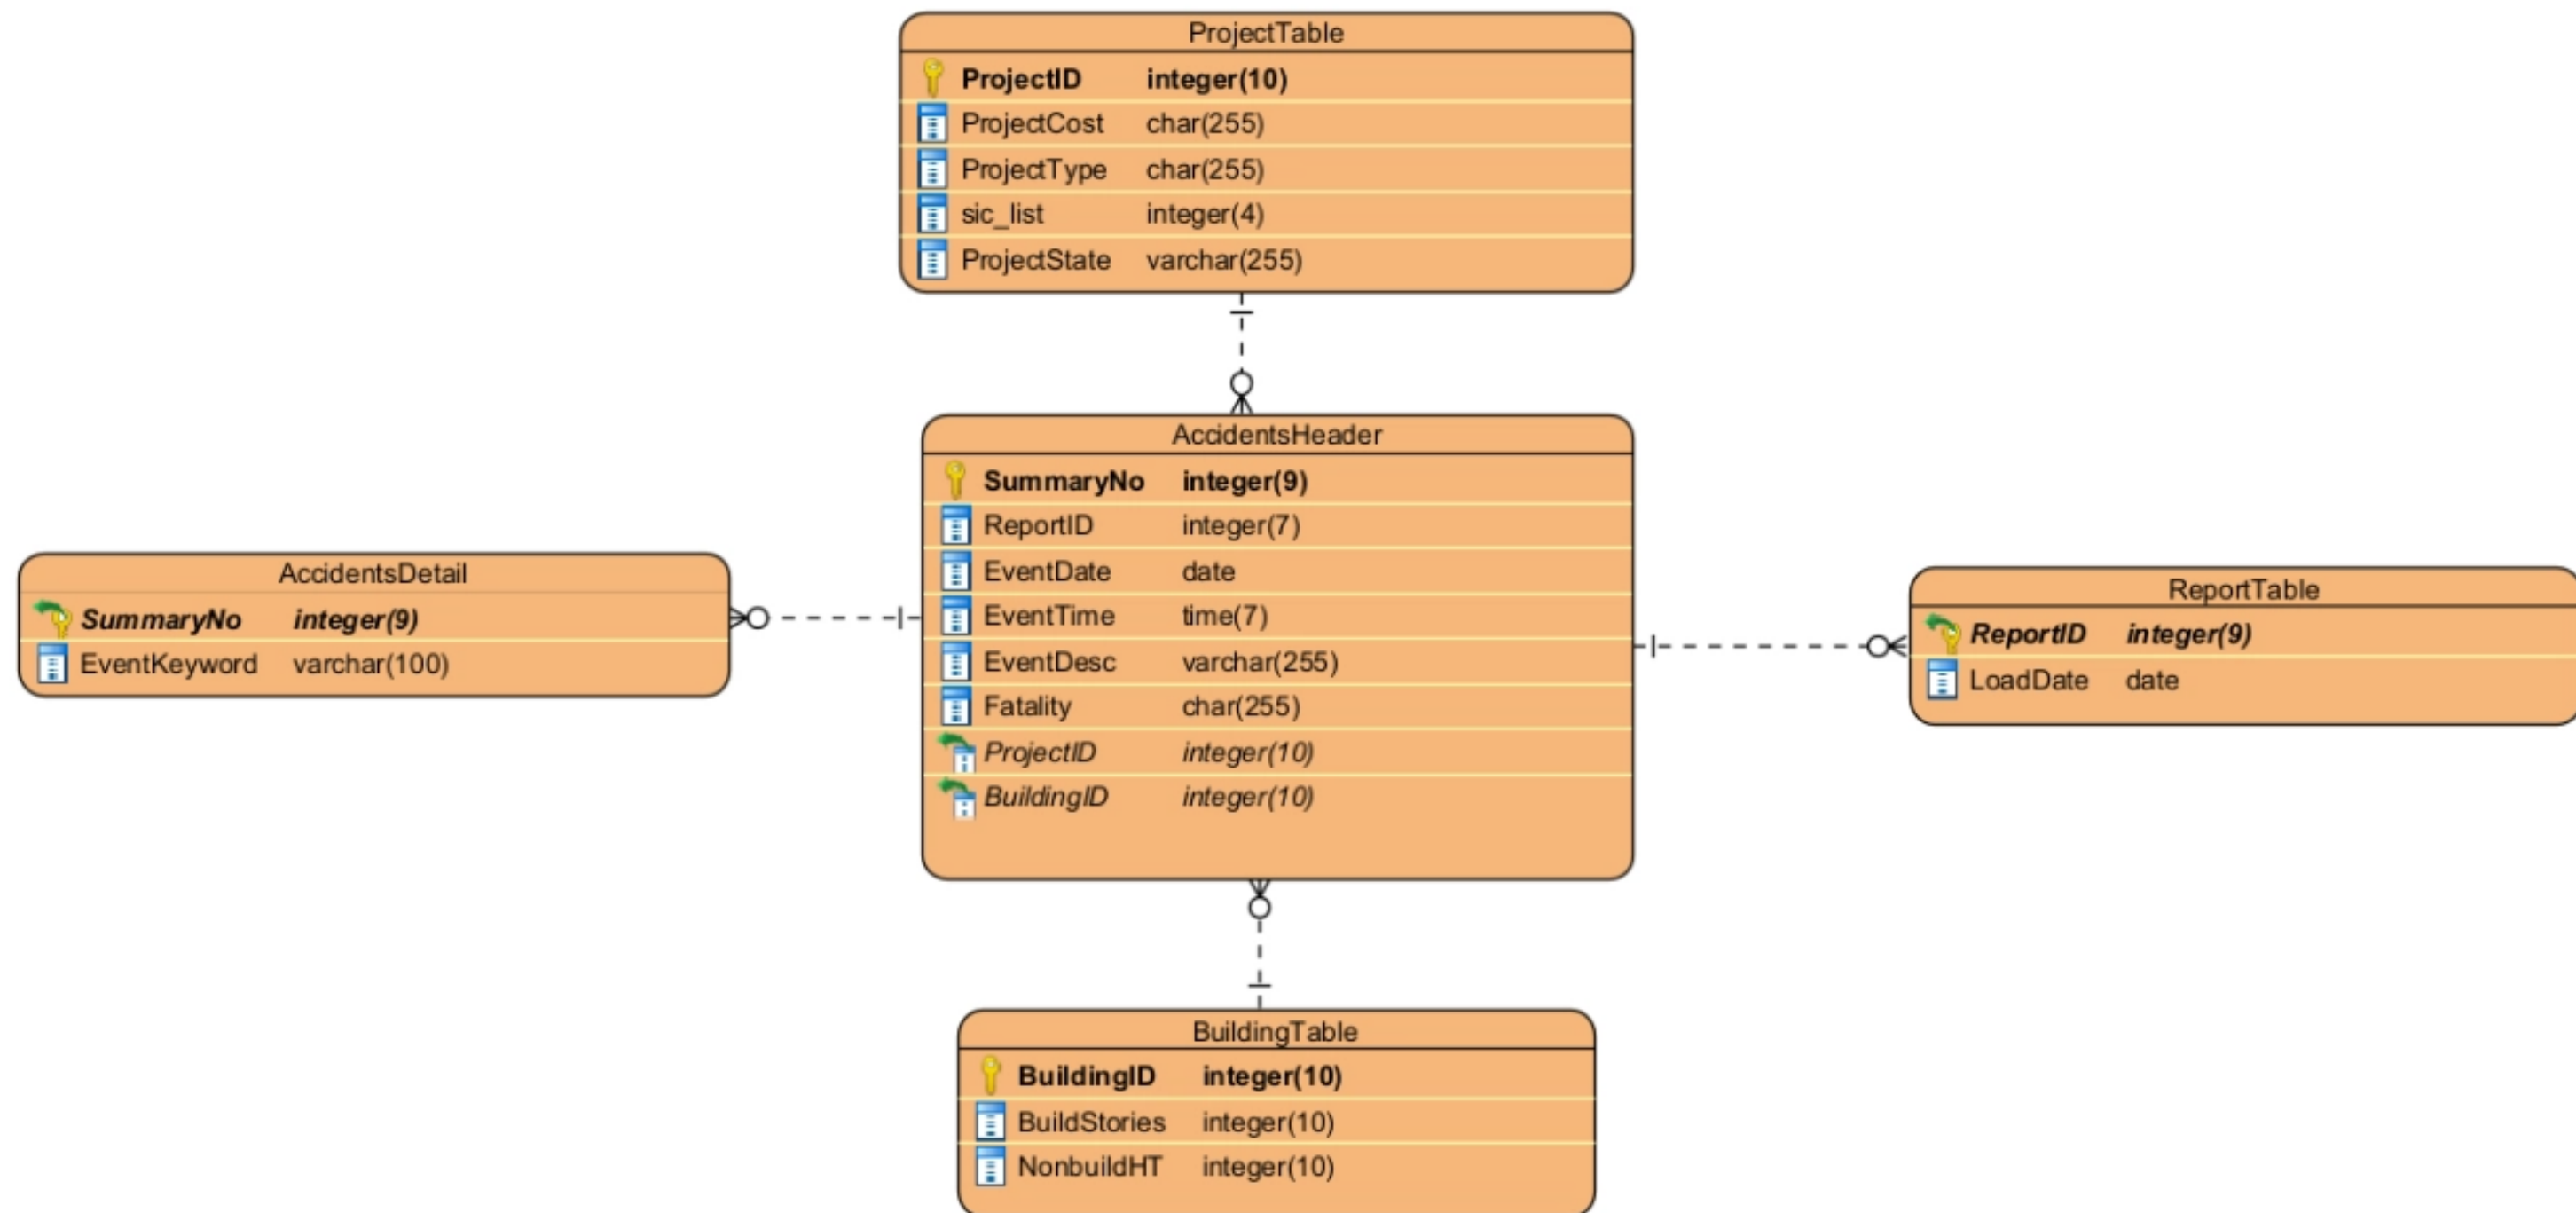 ProjectTable
ProjectID integer(10)
ProjectCost char(255)
ProjectType char(255)
sic_list integer(4)
ProjectState varchar(255)
AccidentsHeader
SummaryNo integer(9)
ReportID integer(7)
EventDate date
EventTime time(7)
EventDesc varchar(255)
Fatality char(255)
ProjectID integer(10)
BuildingID integer(10)
AccidentsDetail
SummaryNo integer(9)
EventKeyword varchar(100)
ReportTable
ReportID integer(9)
LoadDate date
BuildingTable
BuildingID integer(10)
BuildStories integer(10)
NonbuildHT integer(10)